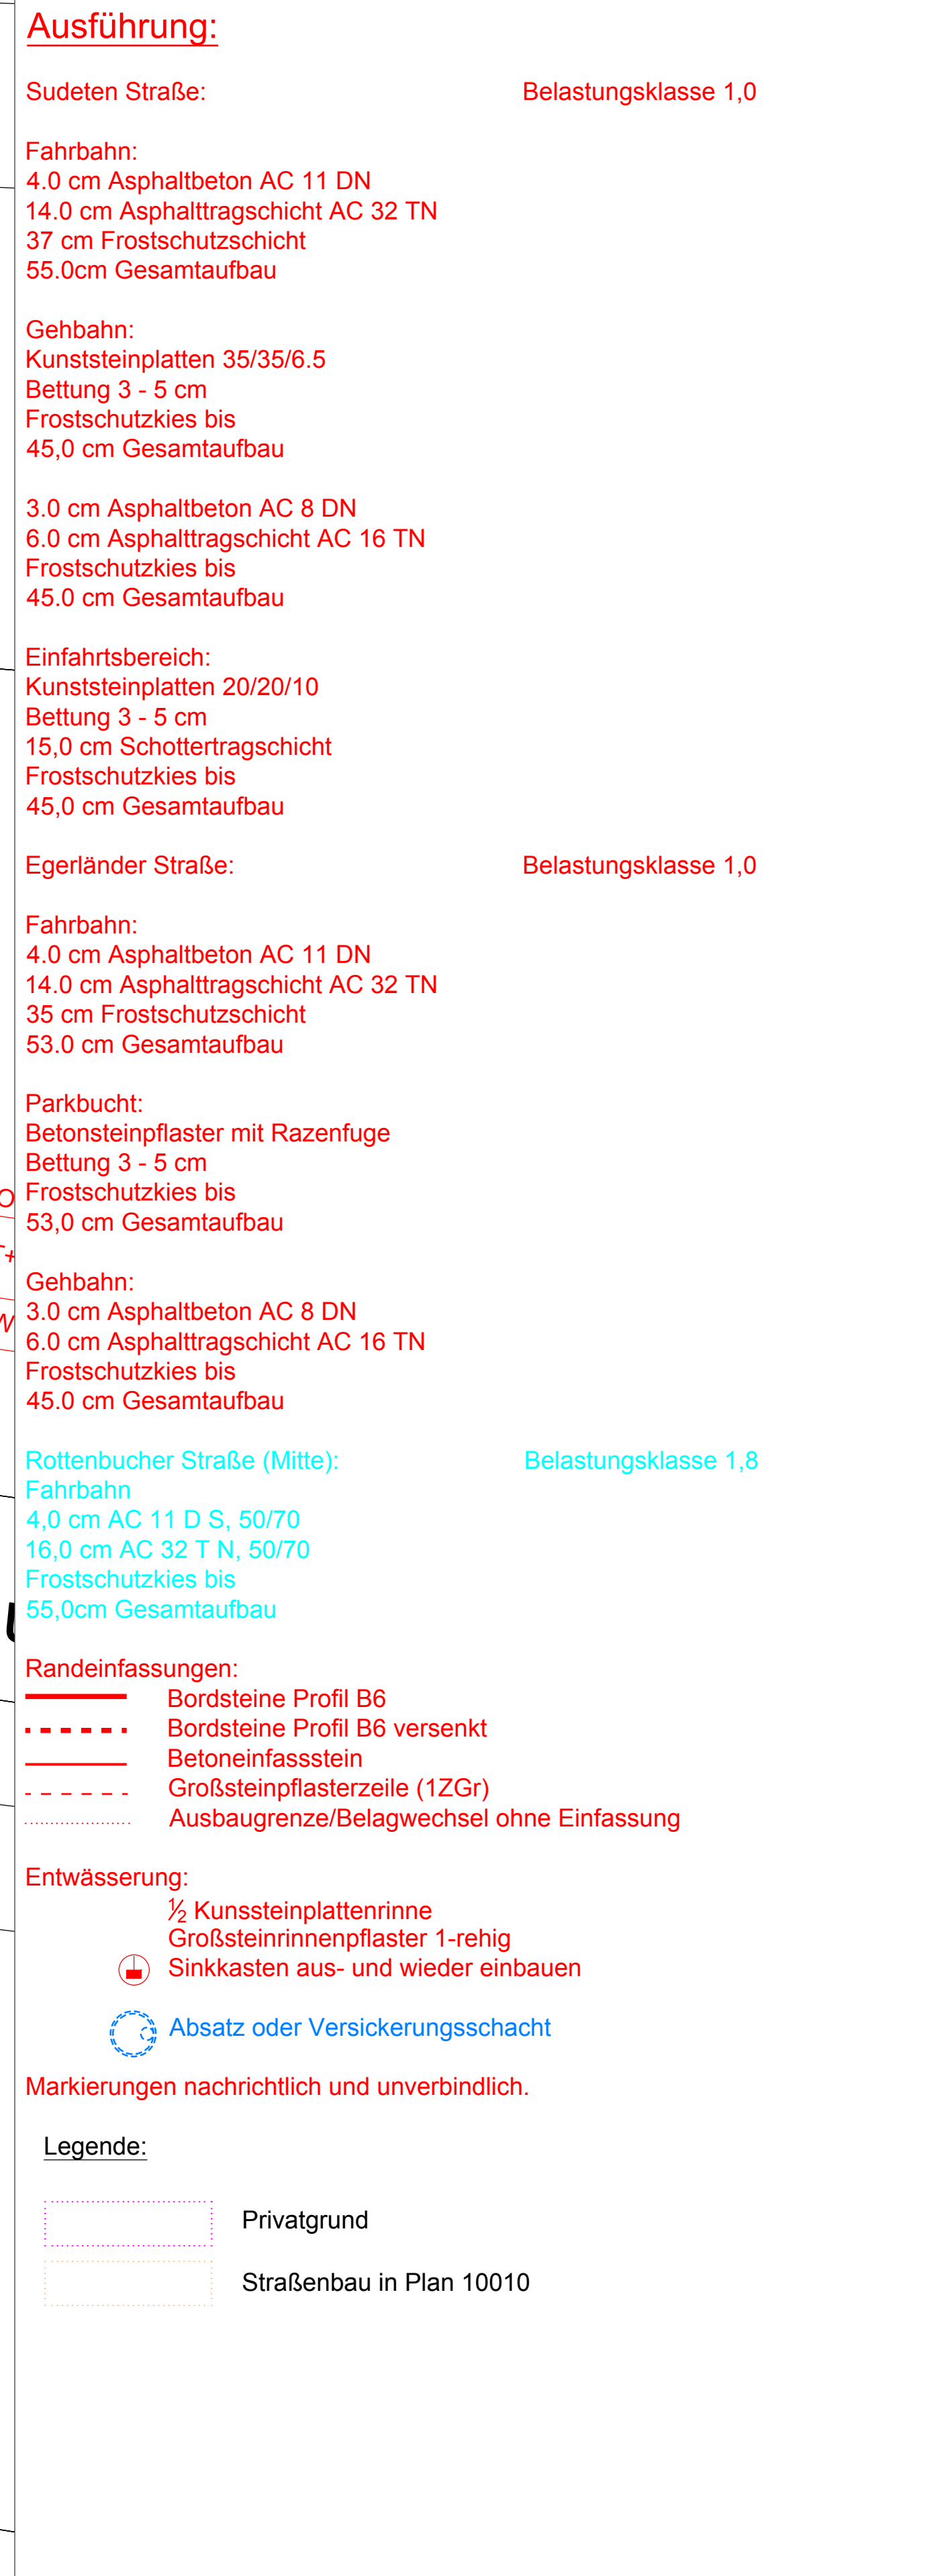 Ausführung:
Sudeten Straße: Belastungsklasse 1,0
Fahrbahn:
4.0 cm Asphaltbeton AC 11 DN
14.0 cm Asphalttragschicht AC 32 TN
37 cm Frostschutzschicht
55.0cm Gesamtaufbau
Gehbahn:
Kunststeinplatten 35/35/6.5
Bettung 3 - 5 cm
Frostschutzkies bis
45,0 cm Gesamtaufbau
3.0 cm Asphaltbeton AC 8 DN
6.0 cm Asphalttragschicht AC 16 TN
Frostschutzkies bis
45.0 cm Gesamtaufbau
Einfahrtsbereich:
Kunststeinplatten 20/20/10
Bettung 3 - 5 cm
15,0 cm Schottertragschicht
Frostschutzkies bis
45,0 cm Gesamtaufbau
Egerländer Straße: Belastungsklasse 1,0
Fahrbahn:
4.0 cm Asphaltbeton AC 11 DN
14.0 cm Asphalttragschicht AC 32 TN
35 cm Frostschutzschicht
53.0 cm Gesamtaufbau
Parkbucht:
Betonsteinpflaster mit Razenfuge
Bettung 3 - 5 cm
Frostschutzkies bis
53,0 cm Gesamtaufbau
Gehbahn:
3.0 cm Asphaltbeton AC 8 DN
6.0 cm Asphalttragschicht AC 16 TN
Frostschutzkies bis
45.0 cm Gesamtaufbau
Rottenbucher Straße (Mitte): Belastungsklasse 1,8
Fahrbahn
4,0 cm AC 11 D S, 50/70
16,0 cm AC 32 T N, 50/70
Frostschutzkies bis
55,0cm Gesamtaufbau
Randeinfassungen:
Bordsteine Profil B6
Bordsteine Profil B6 versenkt
Betoneinfassstein
Großsteinpflasterzeile (1ZGr)
Ausbaugrenze/Belagwechsel ohne Einfassung
Entwässerung:
½ Kunssteinplattenrinne
Großsteinrinnenpflaster 1-rehig
Sinkkasten aus- und wieder einbauen
Absatz oder Versickerungsschacht
Markierungen nachrichtlich und unverbindlich.
Legende:
Privatgrund
Straßenbau in Plan 10010